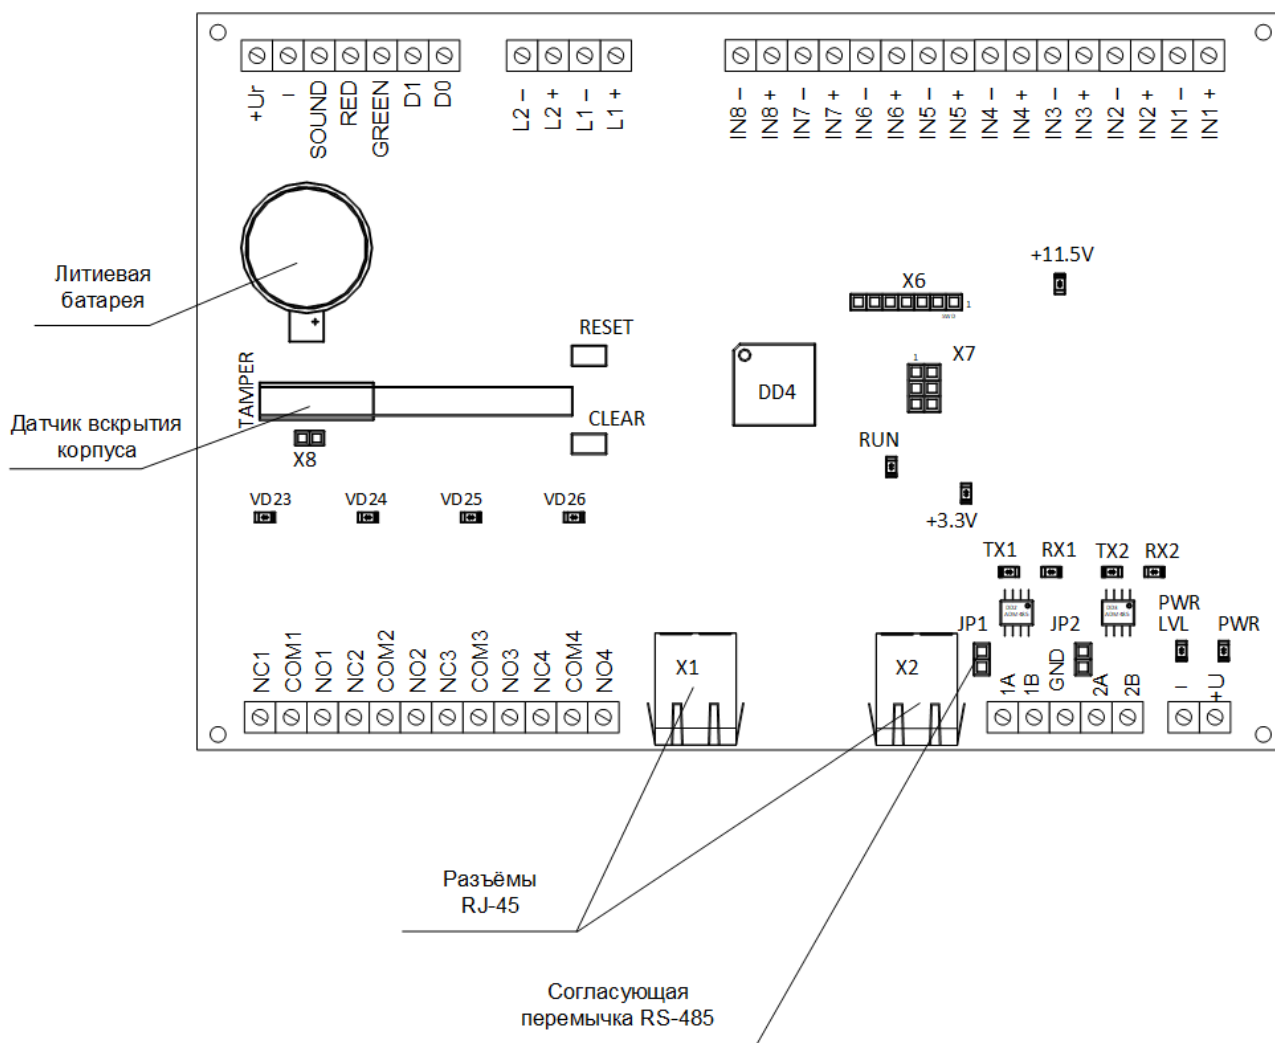 +Ur
–
SOUND
RED
GREEN
D1
D0
L2 –
L2 +
L1 –
L1 +
IN8 –
IN8 +
IN7 –
IN7 +
IN6 –
IN6 +
IN5 –
IN5 +
IN4 –
IN4 +
IN3 –
IN3 +
IN2 –
IN2 +
IN1 –
IN1 +
Литиевая
батарея
+
+11.5V
X6
1
RESET
TAMPER
1
X7
DD4
Датчик вскрытия
корпуса
CLEAR
X8
RUN
VD23
VD24
VD25
VD26
+3.3V
TX1
RX1
TX2
RX2
JP1
JP2
PWR
LVL
PWR
NC1
COM1
NO1
NC2
COM2
NO2
NC3
COM3
NO3
NC4
COM4
NO4
X1
X2
1A
1B
GND
2A
2B
–
+U
Разъёмы
RJ-45
Согласующая
перемычка RS-485